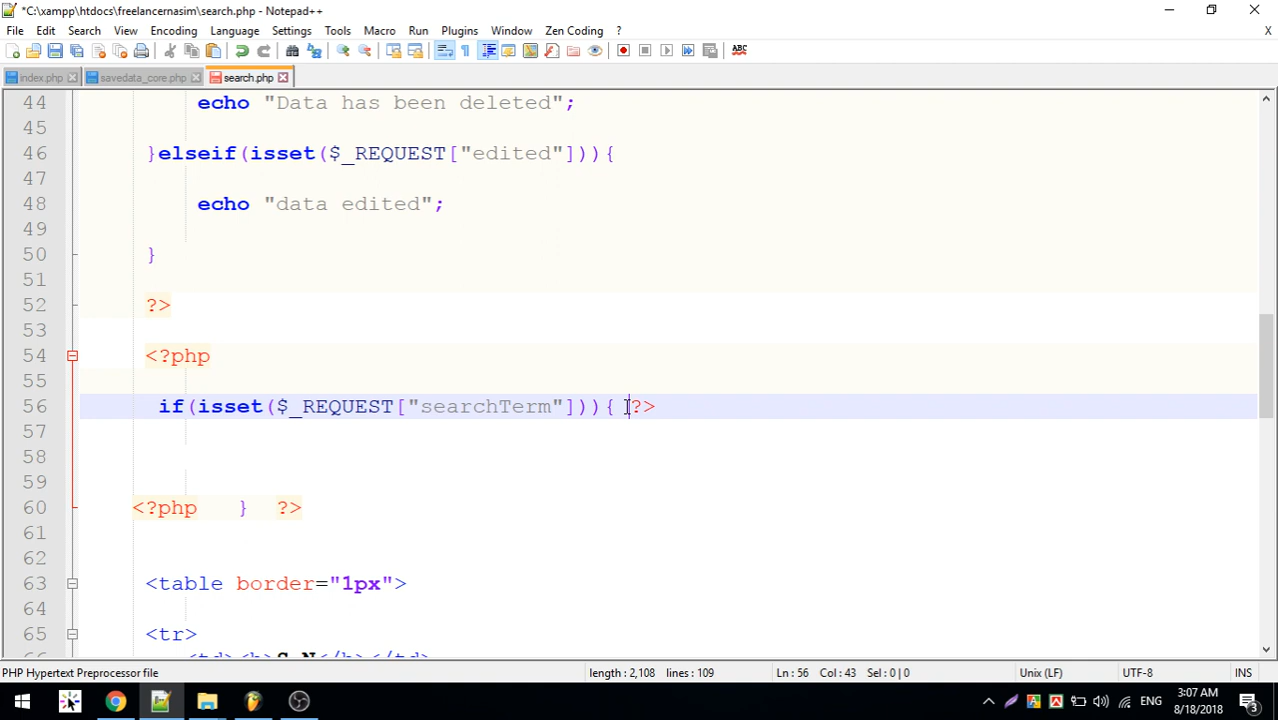 *C:\xampp\htdocs\freelancernasim\search.php - Notepad++
File Edit Search View Encoding Language Settings Tools Macro Run Plugins Window Zen Coding ? X
index.php savedata_core.php search.php
44 echo "Data has been deleted";
45
46 }elseif(isset($_REQUEST["edited"])){
47
48 echo "data edited";
49
50 }
51
52 ?>
53
54 <?php
55
56 if(isset($_REQUEST["searchTerm"])){ ?>
57
58
59
60 <?php } ?>
61
62
63 <table border="1px">
64
65 <tr>
66 <td><b>S.N</b></td>
PHP Hypertext Preprocessor file length : 2,108 lines : 109 Ln : 56 Col : 43 Sel : 0 | 0 Unix (LF) UTF-8 INS
ENG 3:07 AM
8/18/2018